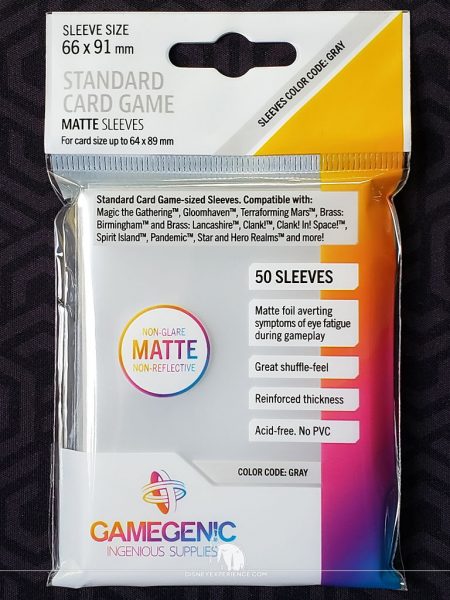 SLEEVE SIZE
66 x 91 mm
SLEEVES COLOR CODE: GRAY
STANDARD
CARD GAME
MATTE SLEEVES
For card size up to 64 x 89 mm
Standard Card Game-sized Sleeves. Compatible with:
Magic the Gathering™, Gloomhaven™, Terraforming Mars™, Brass:
Birmingham™ and Brass: Lancashire™, Clank!™, Clank! In! Space!™,
Spirit Island™, Pandemic™, Star and Hero Realms™ and more!
50 SLEEVES
Matte foil averting
symptoms of eye fatigue
during gameplay
NON-GLARE
MATTE
NON-REFLECTIVE
Great shuffle-feel
Reinforced thickness
Acid-free. No PVC
COLOR CODE: GRAY
GAMEGENIC
INGENIOUS SUPPLIES
DISNEYEXPERIENCE.COM